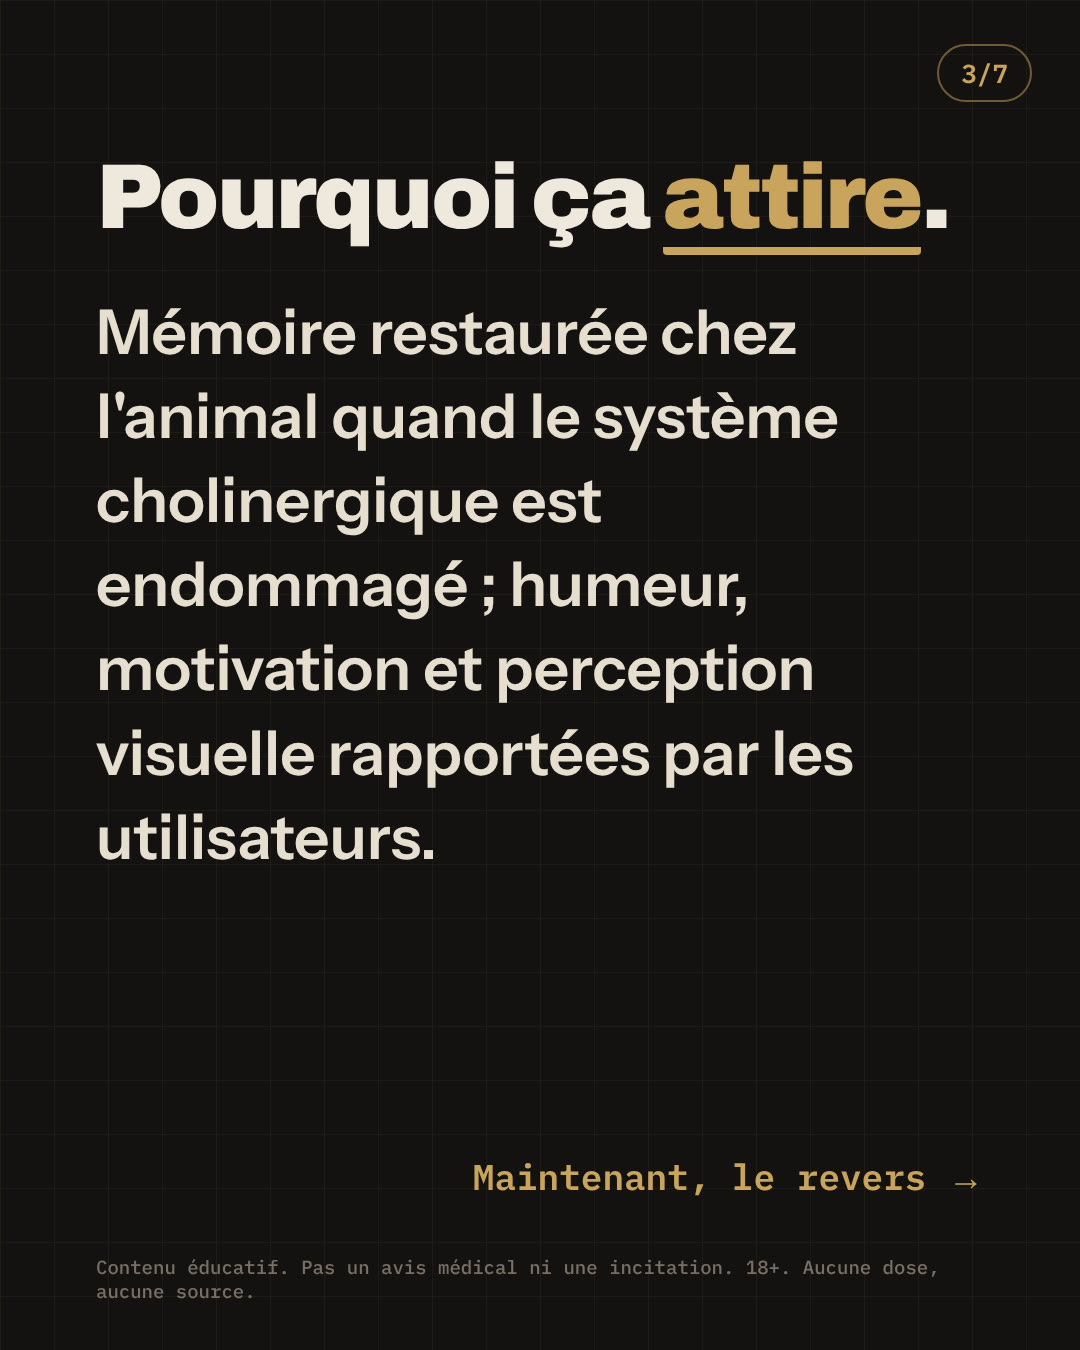 3/7
Pourquoi ça attire.
Mémoire restaurée chez
l'animal quand le système
cholinergique est
endommagé ; humeur,
motivation et perception
visuelle rapportées par les
utilisateurs.
Maintenant, le revers →
Contenu éducatif. Pas un avis médical ni une incitation. 18+. Aucune dose,
aucune source.